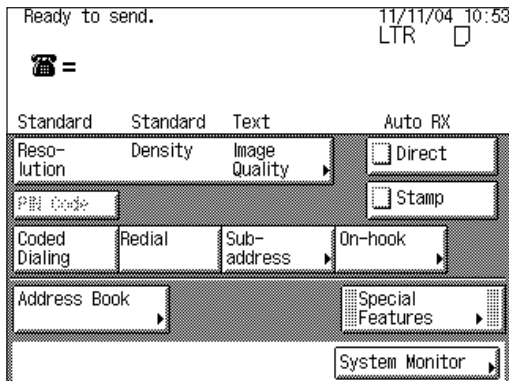 Ready to send. 11/11/04 10:53
LTR
=
Standard Standard Text Auto RX
Reso- Density Image Direct
lution Quality
PIN Code Stamp
Coded Redial Sub- On-hook
Dialing address
Address Book Special
Features
System Monitor